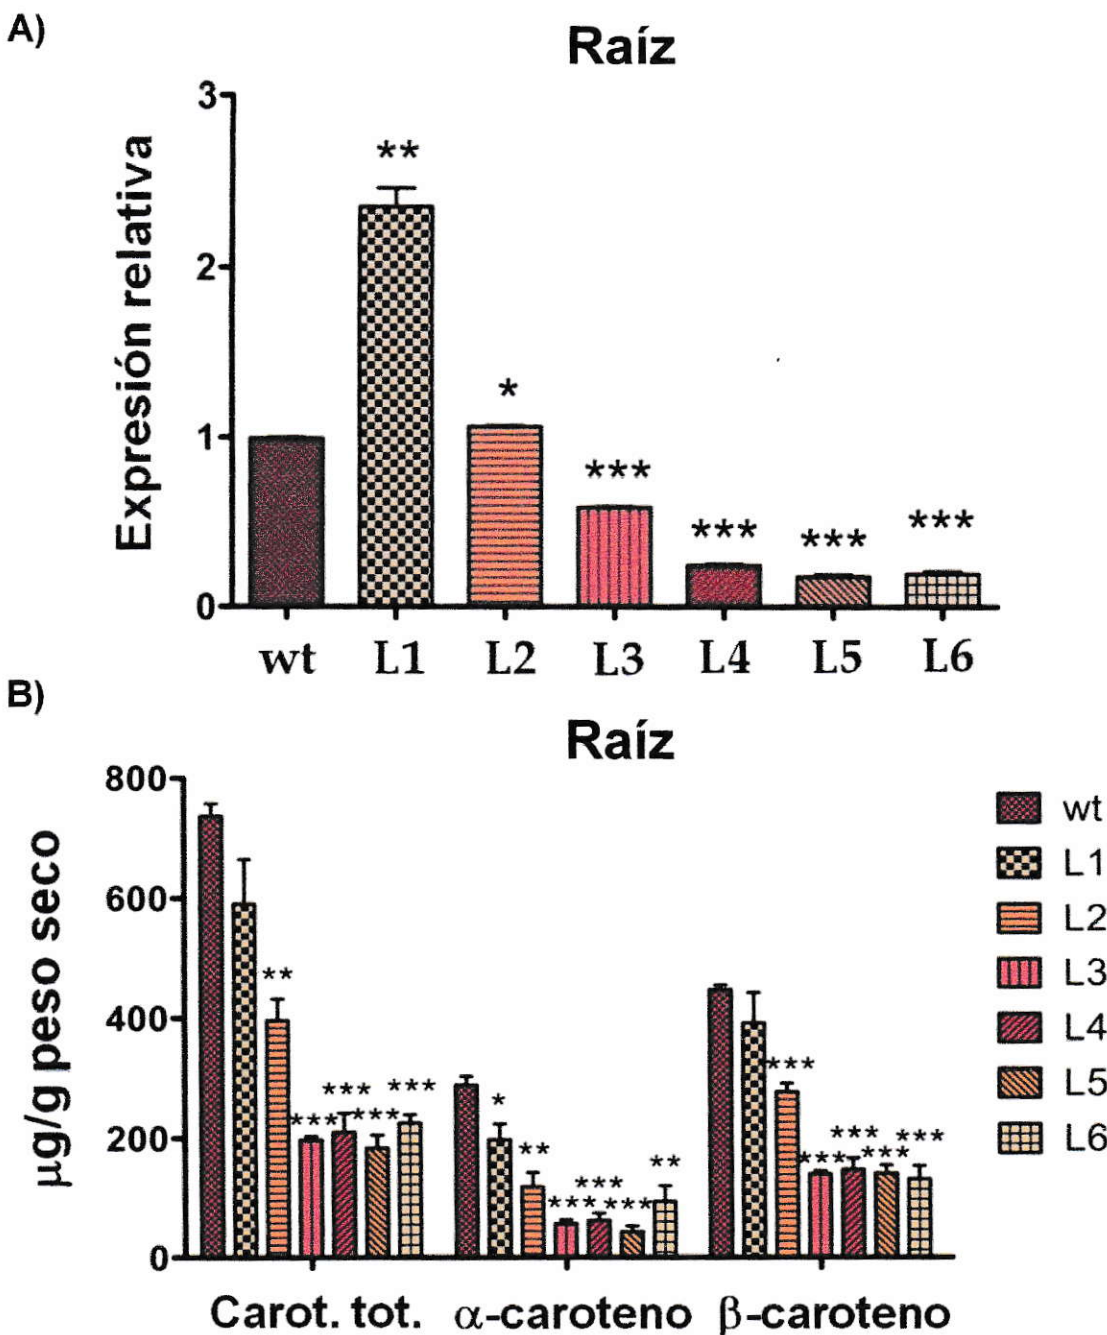 A)
Raíz
Expresión relativa
3
2
1
0
**
*
***
***
***
***
wt L1 L2 L3 L4 L5 L6
B)
Raíz
µg/g peso seco
800
600
400
200
0
**
***
***
***
***
*
**
***
***
***
**
***
***
***
***
***
Carot. tot. α-caroteno β-caroteno
wt
L1
L2
L3
L4
L5
L6